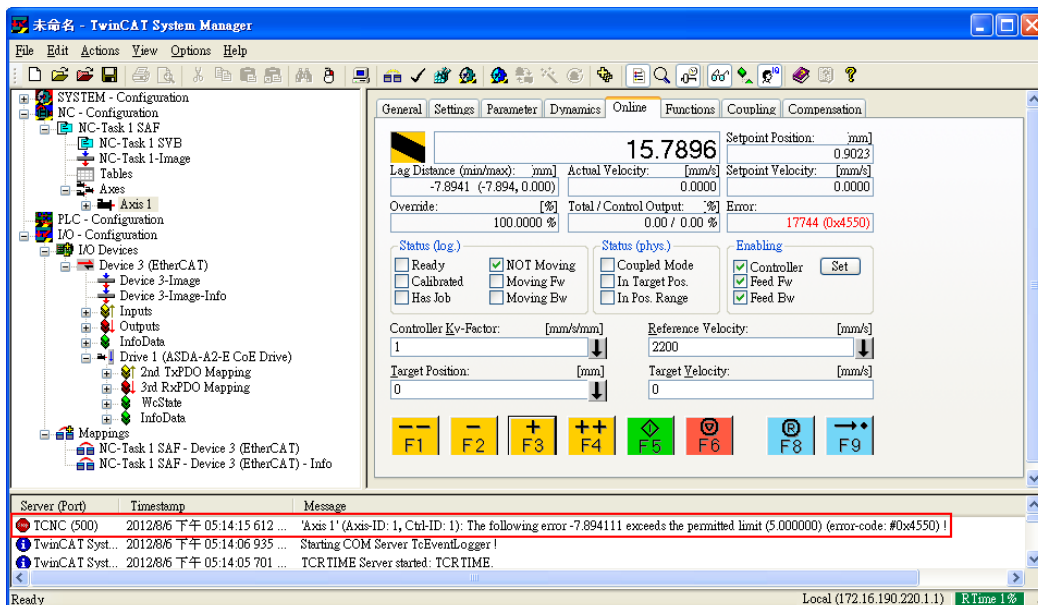 未命名 - TwinCAT System Manager
File Edit Actions View Options Help
SYSTEM - Configuration
NC - Configuration
NC-Task 1 SAF
NC-Task 1 SVB
NC-Task 1-Image
Tables
Axes
Axis 1
PLC - Configuration
I/O - Configuration
I/O Devices
Device 3 (EtherCAT)
Device 3-Image
Device 3-Image-Info
Inputs
Outputs
InfoData
Drive 1 (ASDA-A2-E CoE Drive)
2nd TxPDO Mapping
3rd RxPDO Mapping
WcState
InfoData
Mappings
NC-Task 1 SAF - Device 3 (EtherCAT)
NC-Task 1 SAF - Device 3 (EtherCAT) - Info
General Settings Parameter Dynamics Online Functions Coupling Compensation
15.7896
Setpoint Position: mm]
0.9023
Lag Distance (min/max): mm] Actual Velocity: [mm/s] Setpoint Velocity: [mm/s]
-7.8941 (-7.894, 0.000) 0.0000 0.0000
Override: [%] Total / Control Output: %] Error:
100.0000 % 0.00 / 0.00 % 17744 (0x4550)
Status (log.) Status (phys.) Enabling
Ready NOT Moving Coupled Mode Controller Set
Calibrated Moving Fw In Target Pos. Feed Fw
Has Job Moving Bw In Pos. Range Feed Bw
Controller Kv-Factor: [mm/s/mm] Reference Velocity: [mm/s]
1 2200
Target Position: [mm] Target Velocity: [mm/s]
0 0
-- - + ++ R
F1 F2 F3 F4 F5 F6 F8 F9
Server (Port) Timestamp Message
TCNC (500) 2012/8/6 下午 05:14:15 612 ... 'Axis 1' (Axis-ID: 1, Ctrl-ID: 1): The following error -7.894111 exceeds the permitted limit (5.000000) (error-code: #0x4550) !
TwinCAT Syst... 2012/8/6 下午 05:14:06 935 ... Starting COM Server TcEventLogger !
TwinCAT Syst... 2012/8/6 下午 05:14:05 701 ... TCRTIME Server started: TCRTIME.
Ready Local (172.16.190.220.1.1) RTime 1%